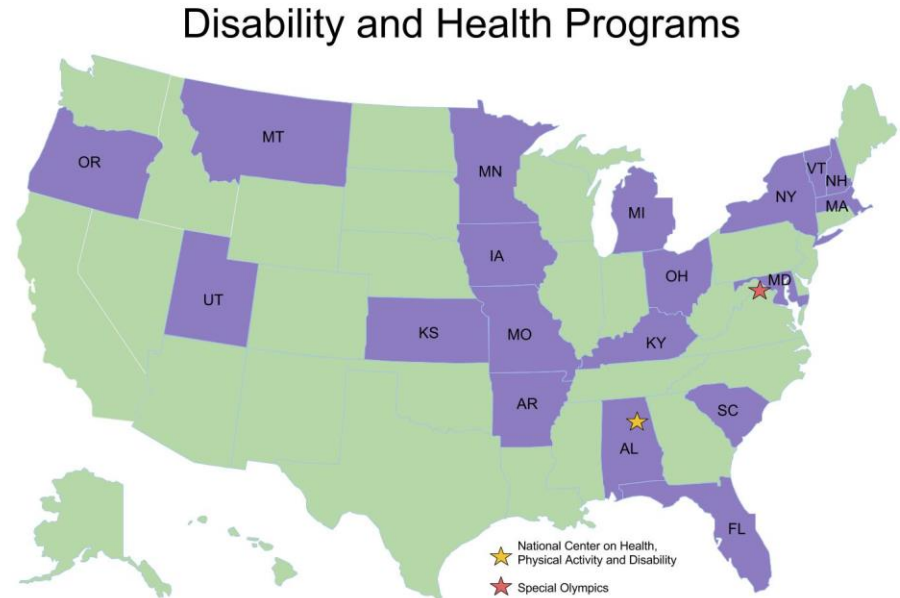 Disability and Health Programs
MT
OR
MN
VT
NH
NY
MA
MI
IA
OH
MD
UT
KS
MO
KY
AR
SC
AL
FL
National Center on Health,
Physical Activity and Disability
Special Olympics